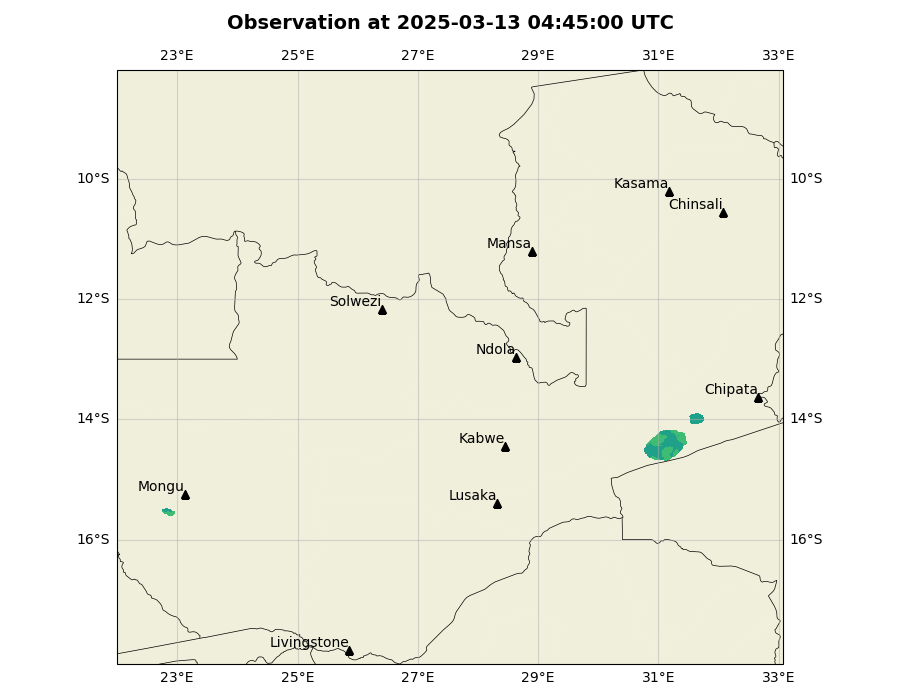 Observation at 2025-03-13 04:45:00 UTC
23°E 25°E 27°E 29°E 31°E 33°E
10°S 10°S
Kasama
Chinsali
Mansa
12°S 12°S
Solwezi
Ndola
Chipata
14°S 14°S
Kabwe
Mongu
Lusaka
16°S 16°S
Livingstone
23°E 25°E 27°E 29°E 31°E 33°E